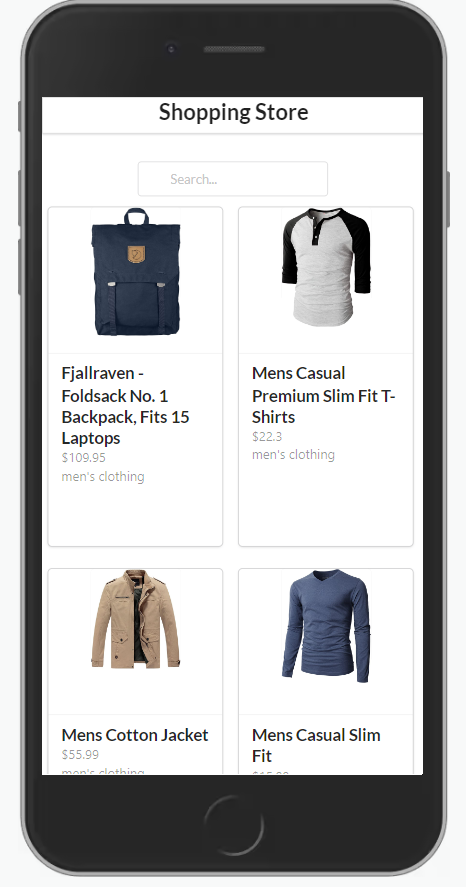 Shopping Store
Search...
Fjallraven -
Foldsack No. 1
Backpack, Fits 15
Laptops
$109.95
men's clothing
Mens Casual
Premium Slim Fit T-
Shirts
$22.3
men's clothing
Mens Cotton Jacket
$55.99
men's clothing
Mens Casual Slim
Fit